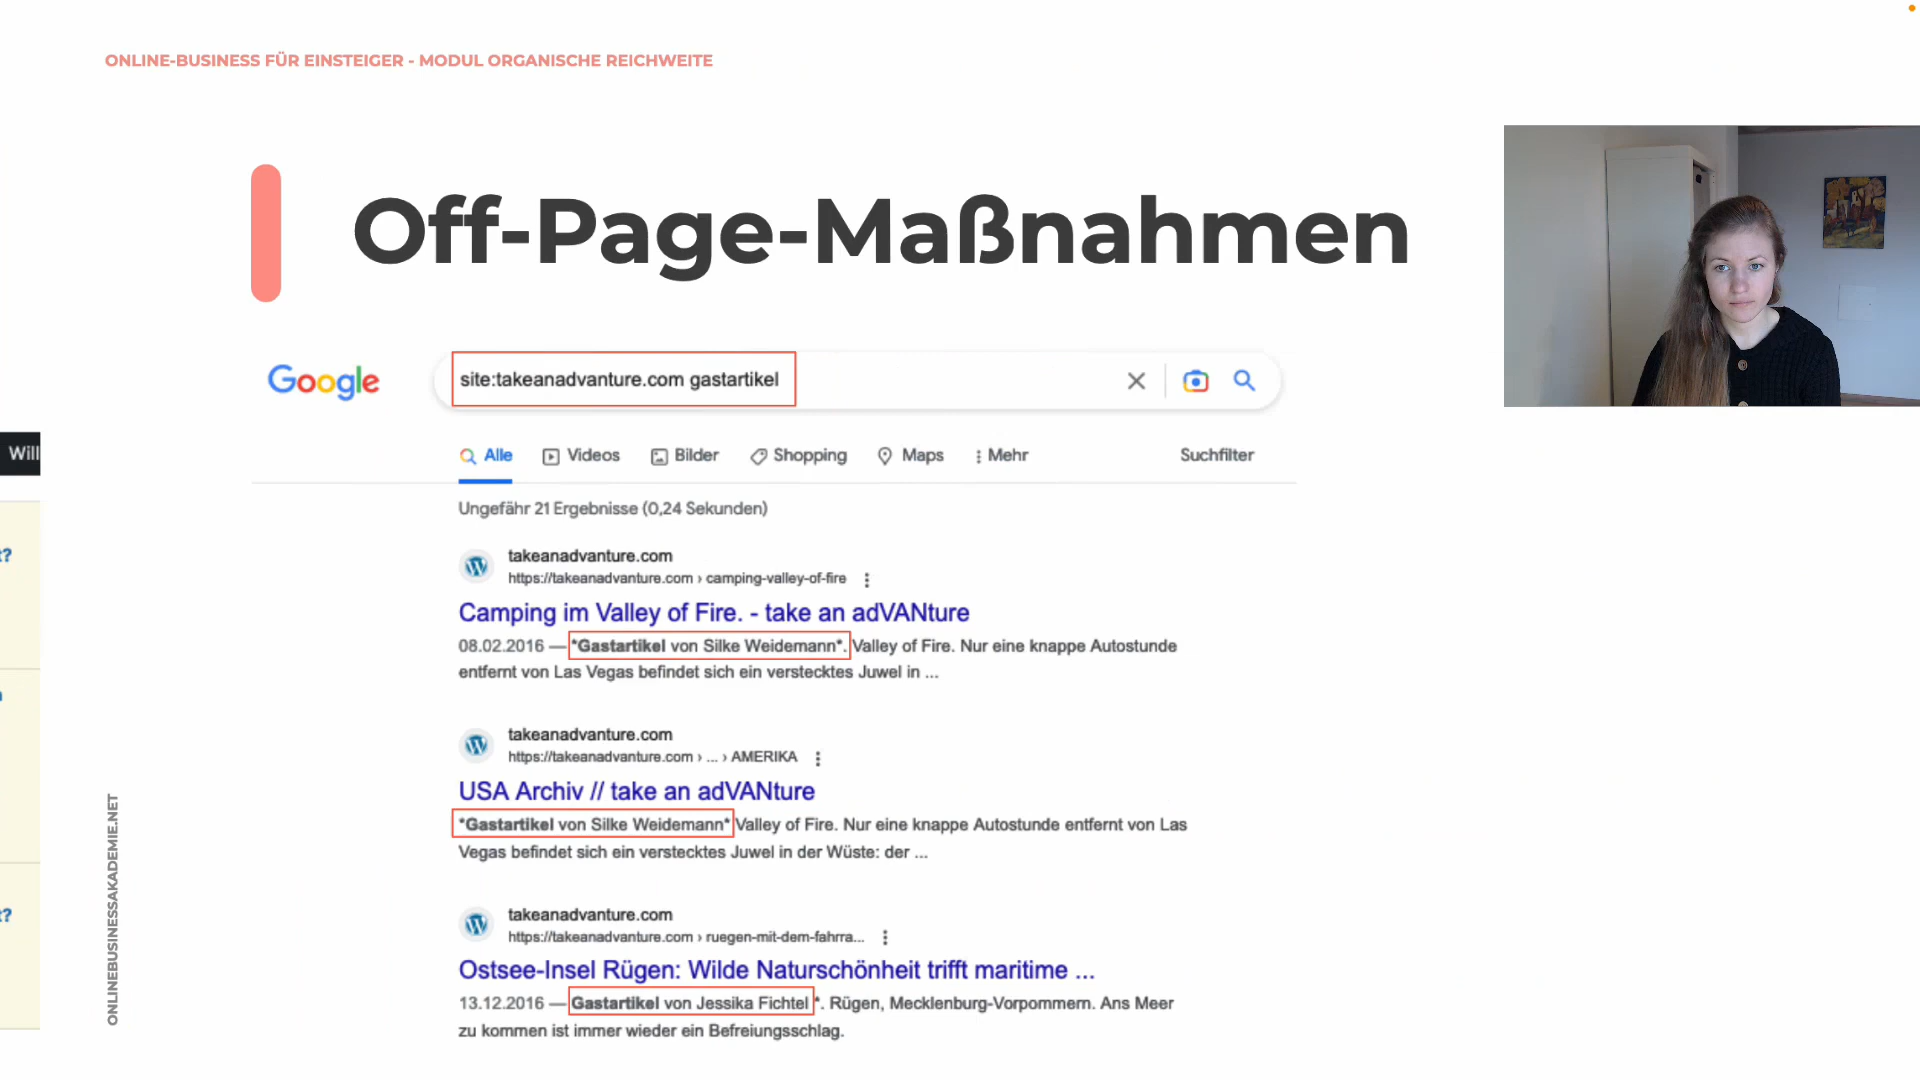 ONLINE-BUSINESS FÜR EINSTEIGER - MODUL ORGANISCHE REICHWEITE
Off-Page-Maßnahmen
Google
site:takeanadvanture.com gastartikel
Alle
Videos
Bilder
Shopping
Maps
Mehr
Suchfilter
Ungefähr 21 Ergebnisse (0,24 Sekunden)
takeanadvanture.com
https://takeanadvanture.com › camping-valley-of-fire
Camping im Valley of Fire. - take an adVANture
08.02.2016 — *Gastartikel von Silke Weidemann*. Valley of Fire. Nur eine knappe Autostunde
entfernt von Las Vegas befindet sich ein verstecktes Juwel in ...
takeanadvanture.com
https://takeanadvanture.com › ... › AMERIKA
USA Archiv // take an adVANture
*Gastartikel von Silke Weidemann* Valley of Fire. Nur eine knappe Autostunde entfernt von Las
Vegas befindet sich ein verstecktes Juwel in der Wüste: der ...
takeanadvanture.com
https://takeanadvanture.com › ruegen-mit-dem-fahrra...
Ostsee-Insel Rügen: Wilde Naturschönheit trifft maritime ...
13.12.2016 — Gastartikel von Jessika Fichtel *. Rügen, Mecklenburg-Vorpommern. Ans Meer
zu kommen ist immer wieder ein Befreiungsschlag.
Will
t?
t?
ONLINEBUSINESSAKADEMIE.NET